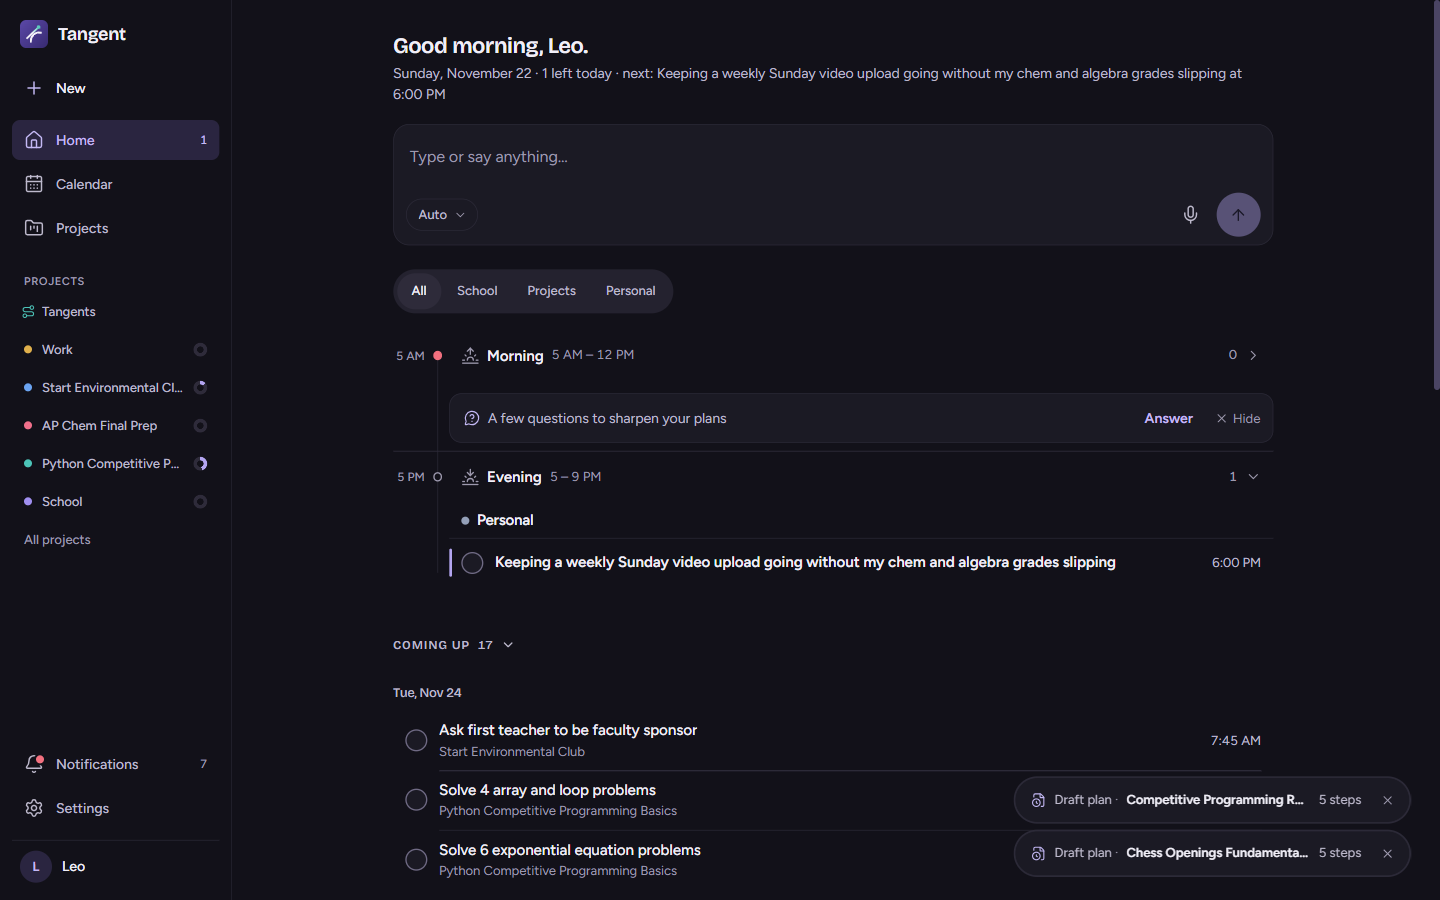 Tangent
New
Home 1
Calendar
Projects
PROJECTS
Tangents
Work
Start Environmental Cl...
AP Chem Final Prep
Python Competitive P...
School
All projects
Notifications 7
Settings
L Leo
Good morning, Leo.
Sunday, November 22 · 1 left today · next: Keeping a weekly Sunday video upload going without my chem and algebra grades slipping at
6:00 PM
Type or say anything...
Auto
All School Projects Personal
5 AM Morning 5 AM – 12 PM 0
A few questions to sharpen your plans Answer Hide
5 PM Evening 5 – 9 PM 1
Personal
Keeping a weekly Sunday video upload going without my chem and algebra grades slipping 6:00 PM
COMING UP 17
Tue, Nov 24
Ask first teacher to be faculty sponsor
Start Environmental Club 7:45 AM
Solve 4 array and loop problems
Python Competitive Programming Basics
Draft plan · Competitive Programming R... 5 steps
Solve 6 exponential equation problems
Python Competitive Programming Basics
Draft plan · Chess Openings Fundamenta... 5 steps